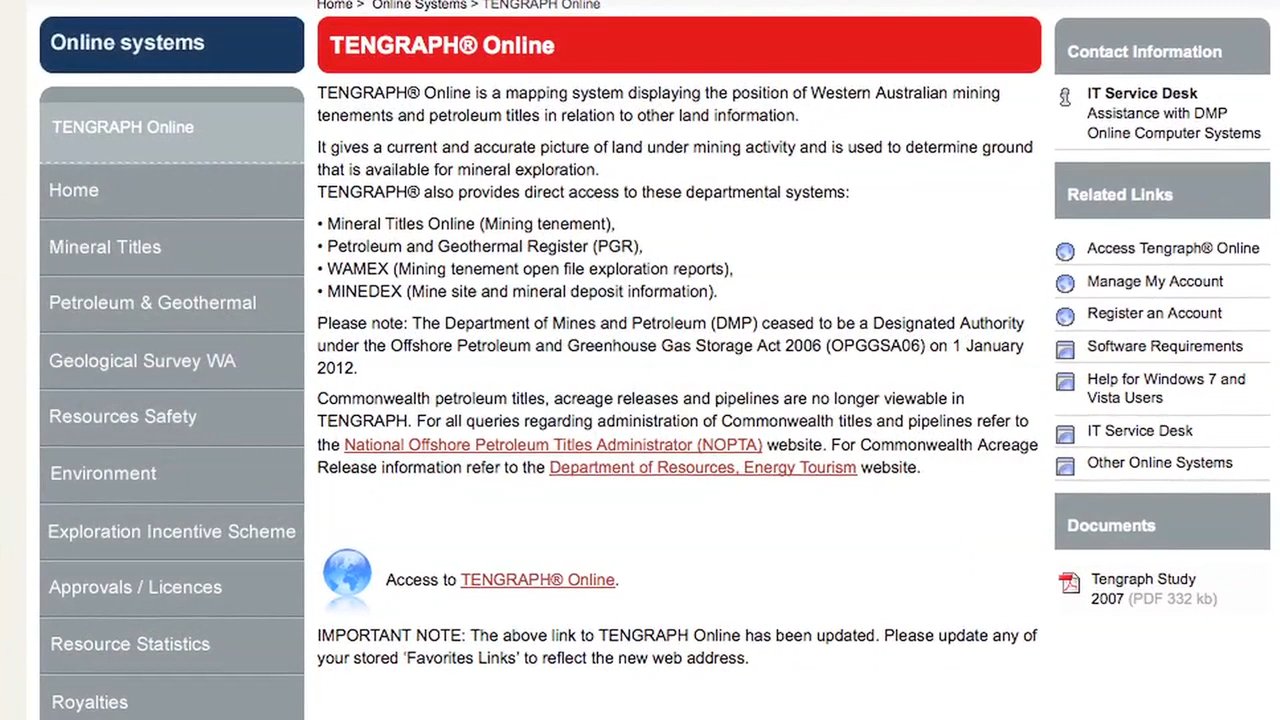 Home > Online Systems > TENGRAPH Online
Online systems
TENGRAPH Online
Home
Mineral Titles
Petroleum & Geothermal
Geological Survey WA
Resources Safety
Environment
Exploration Incentive Scheme
Approvals / Licences
Resource Statistics
Royalties
TENGRAPH® Online
TENGRAPH® Online is a mapping system displaying the position of Western Australian mining
tenements and petroleum titles in relation to other land information.
It gives a current and accurate picture of land under mining activity and is used to determine ground
that is available for mineral exploration.
TENGRAPH® also provides direct access to these departmental systems:
• Mineral Titles Online (Mining tenement),
• Petroleum and Geothermal Register (PGR),
• WAMEX (Mining tenement open file exploration reports),
• MINEDEX (Mine site and mineral deposit information).
Please note: The Department of Mines and Petroleum (DMP) ceased to be a Designated Authority
under the Offshore Petroleum and Greenhouse Gas Storage Act 2006 (OPGGSA06) on 1 January
2012.
Commonwealth petroleum titles, acreage releases and pipelines are no longer viewable in
TENGRAPH. For all queries regarding administration of Commonwealth titles and pipelines refer to
the National Offshore Petroleum Titles Administrator (NOPTA) website. For Commonwealth Acreage
Release information refer to the Department of Resources, Energy Tourism website.
Access to TENGRAPH® Online.
IMPORTANT NOTE: The above link to TENGRAPH Online has been updated. Please update any of
your stored 'Favorites Links' to reflect the new web address.
Contact Information
IT Service Desk
Assistance with DMP
Online Computer Systems
Related Links
Access Tengraph® Online
Manage My Account
Register an Account
Software Requirements
Help for Windows 7 and
Vista Users
IT Service Desk
Other Online Systems
Documents
Tengraph Study
2007 (PDF 332 kb)